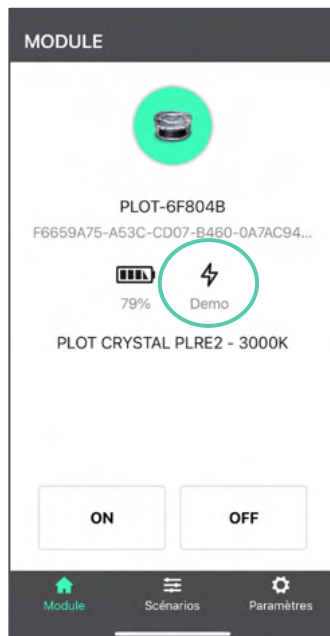 MODULE
PLOT-6F804B
F6659A75-A53C-CD07-B460-0A7AC94...
79% Demo
PLOT CRYSTAL PLRE2 - 3000K
ON OFF
Module Scénarios Paramètres